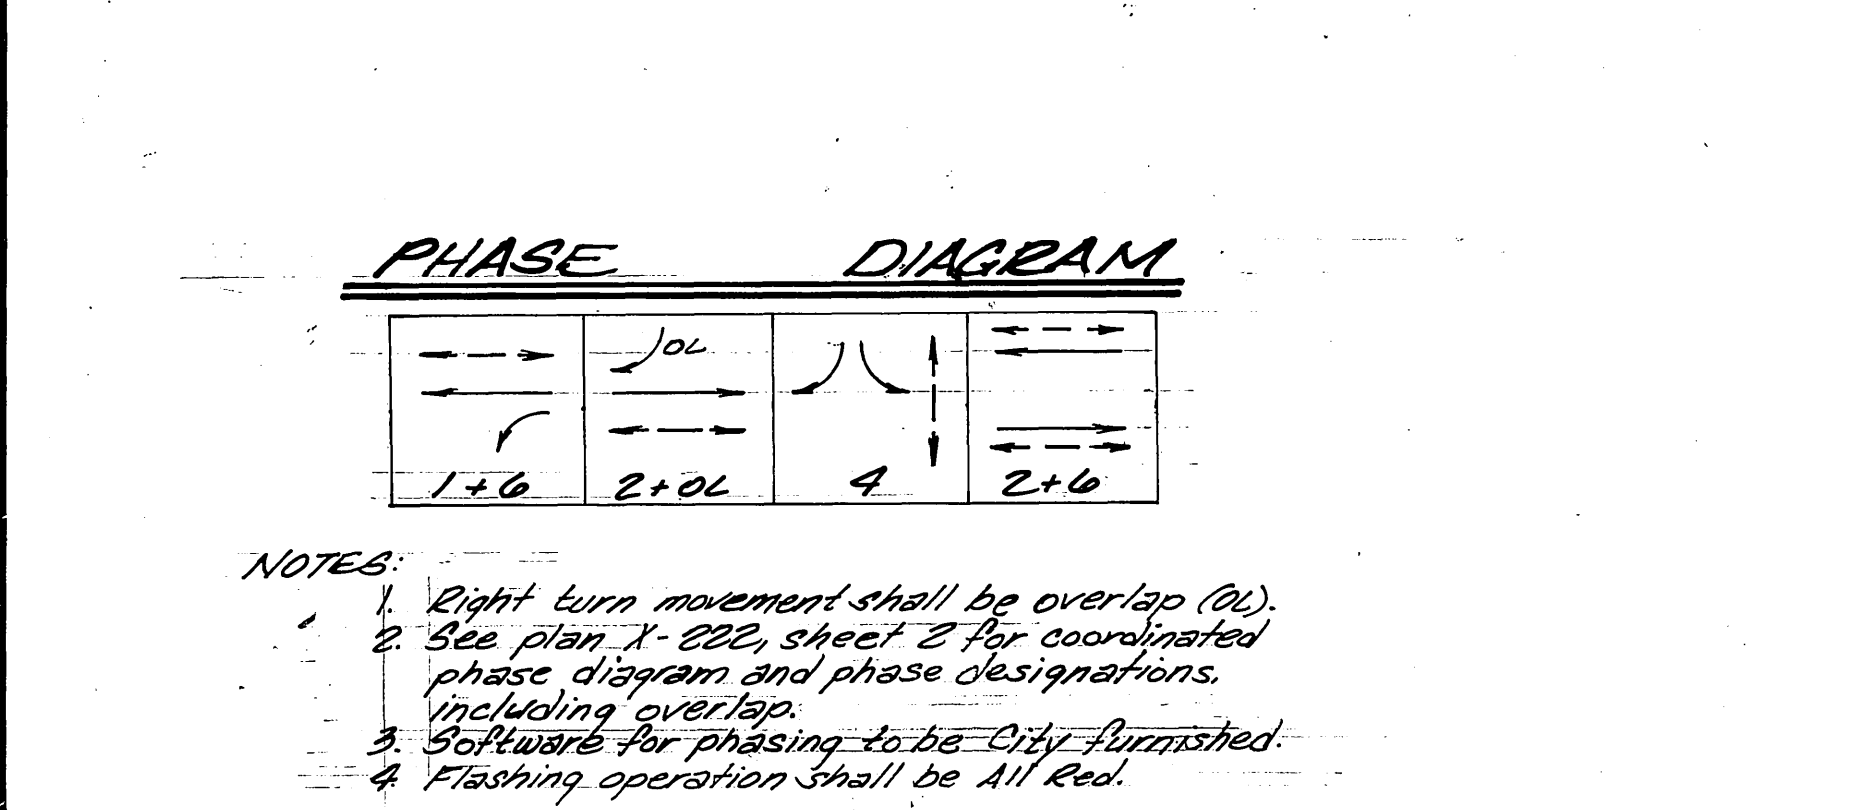 PHASE DIAGRAM
OL
1+6 2+OL 4 2+6
NOTES:
1. Right turn movement shall be overlap (OL).
2. See plan X-222, sheet 2 for coordinated
phase diagram and phase designations,
including overlap.
3. Software for phasing to be City furnished.
4. Flashing operation shall be All Red.